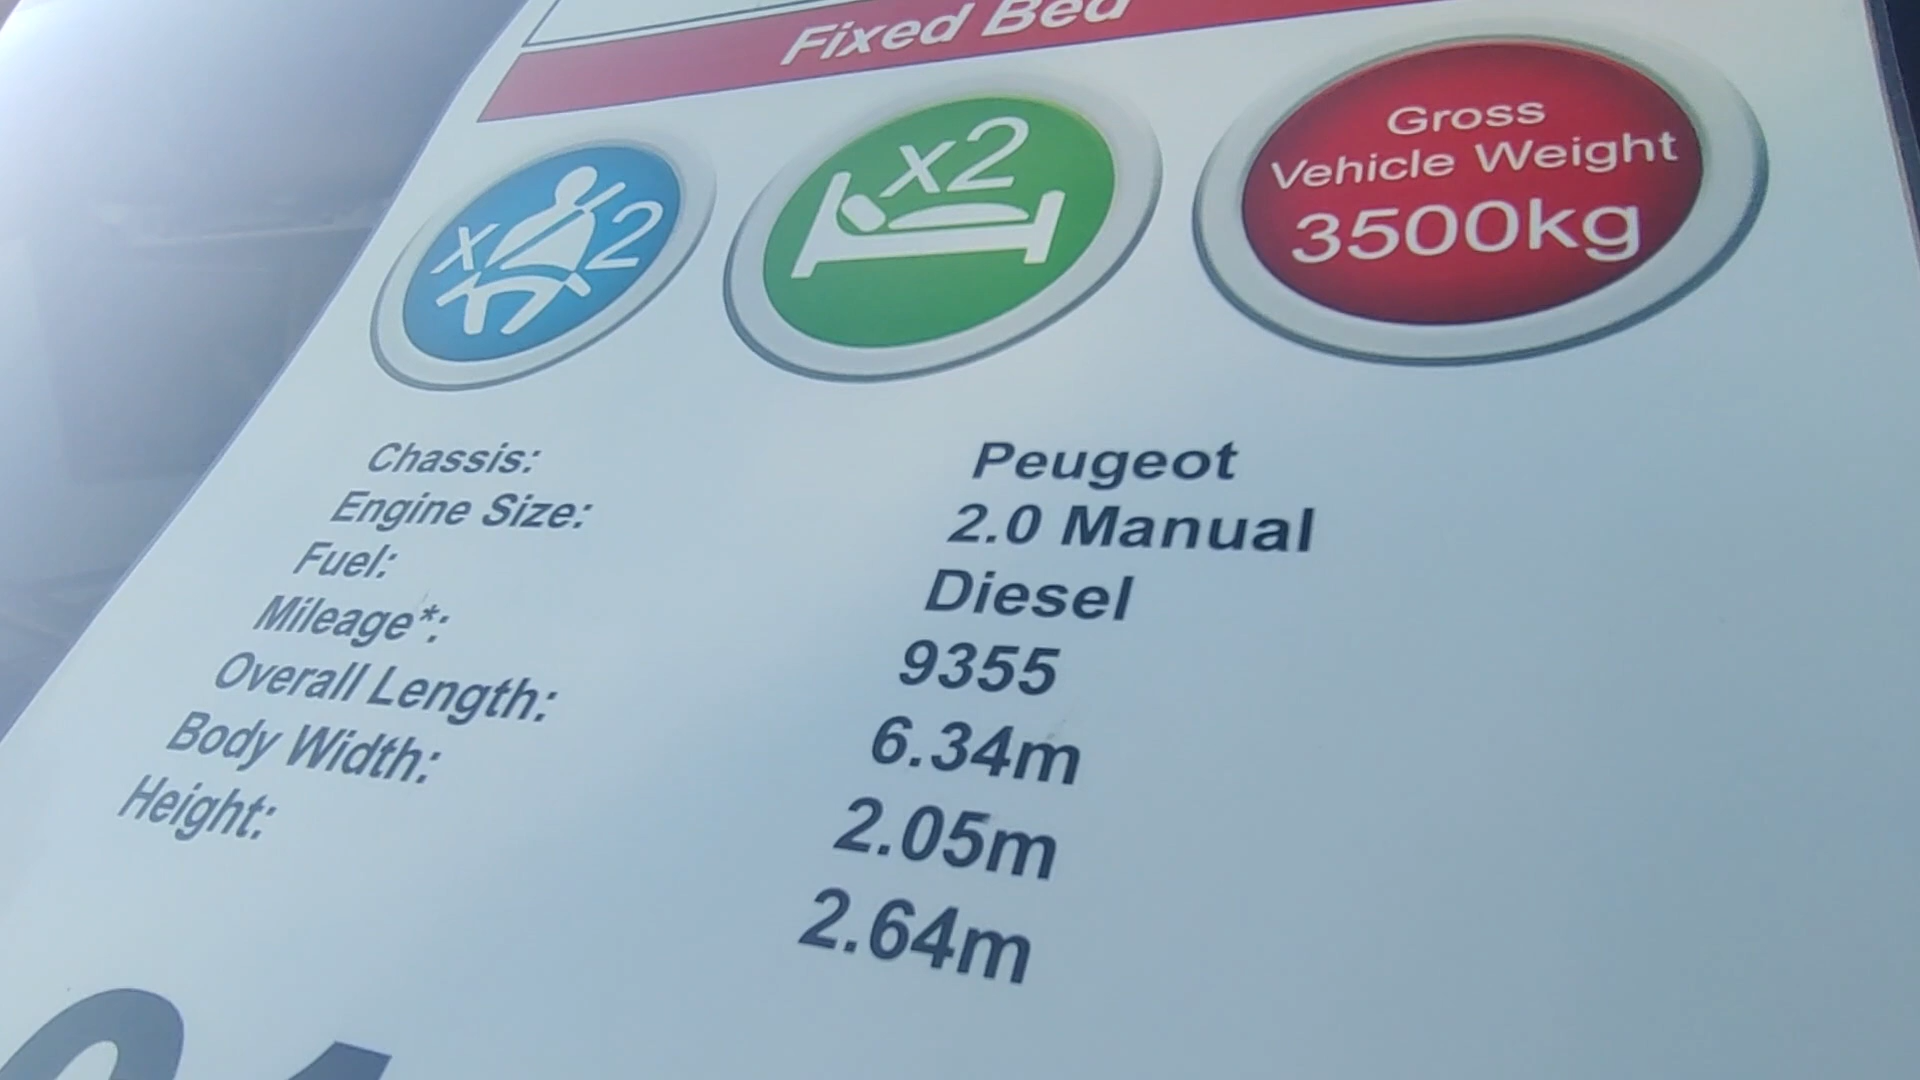 Fixed Bed
x2
x2
Gross
Vehicle Weight
3500kg
Chassis: Peugeot
Engine Size: 2.0 Manual
Fuel: Diesel
Mileage*: 9355
Overall Length: 6.34m
Body Width: 2.05m
Height: 2.64m